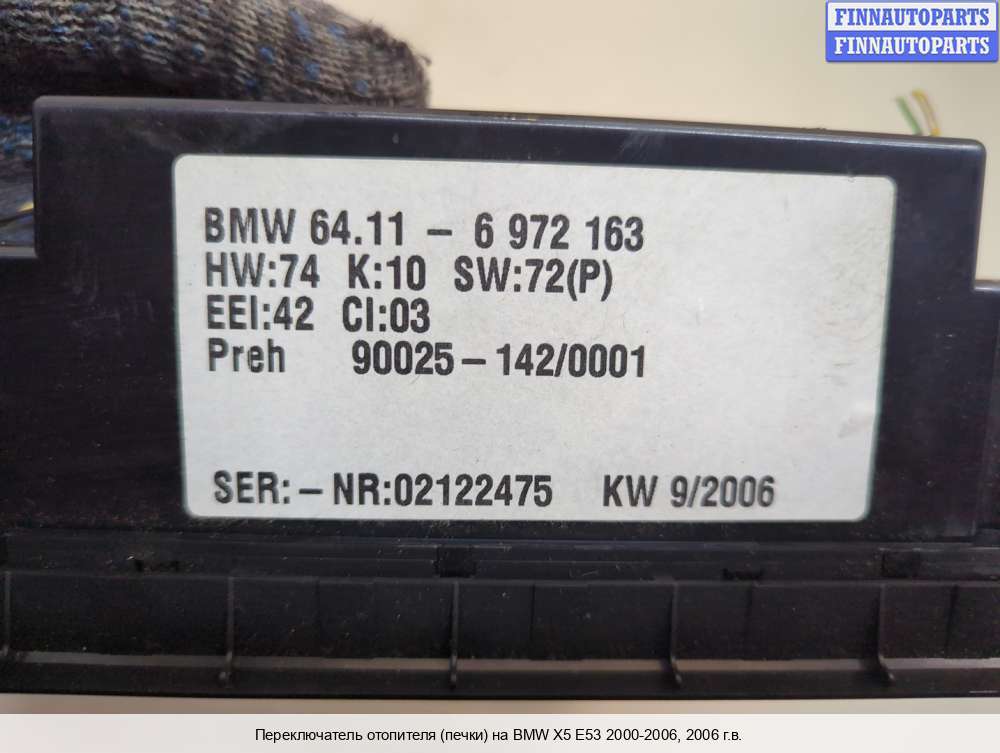 FINNAUTOPARTS
FINNAUTOPARTS
BMW 64.11 – 6 972 163
HW:74 K:10 SW:72(P)
EEI:42 CI:03
Preh 90025–142/0001
SER:–NR:02122475 KW 9/2006
Переключатель отопителя (печки) на BMW X5 E53 2000-2006, 2006 г.в.